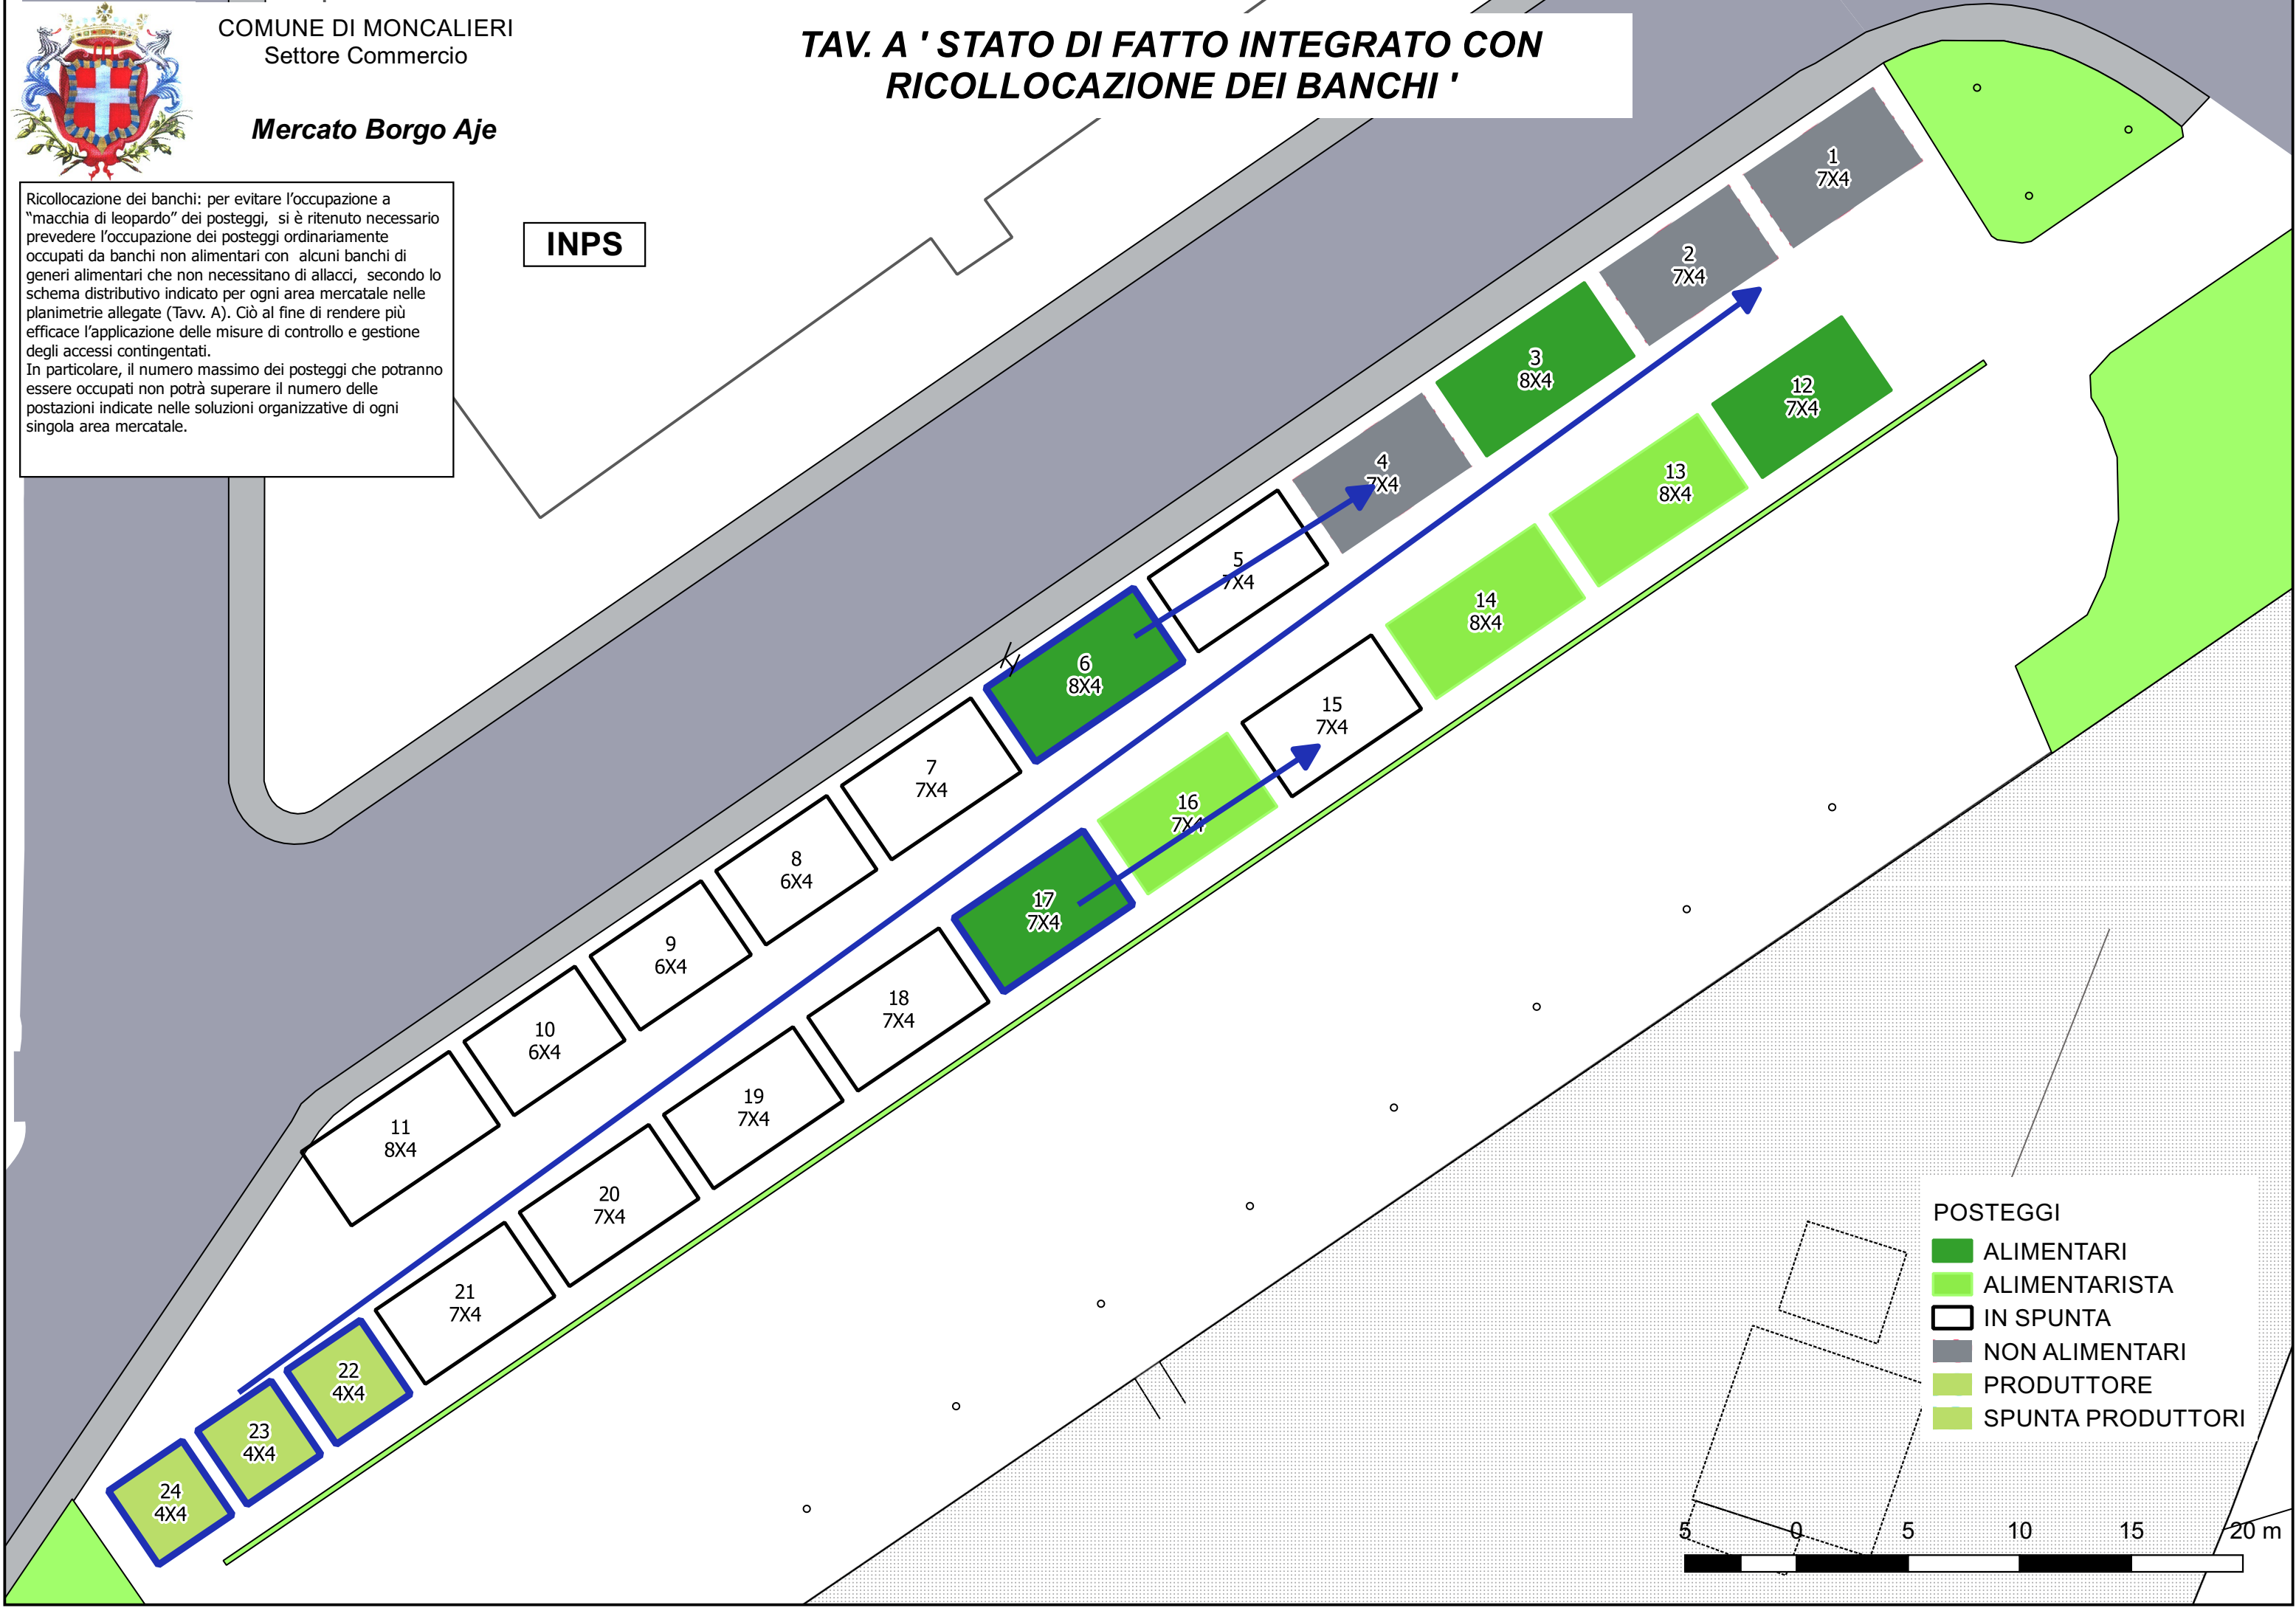 COMUNE DI MONCALIERI
Settore Commercio
Mercato Borgo Aje
TAV. A ' STATO DI FATTO INTEGRATO CON
RICOLLOCAZIONE DEI BANCHI '
Ricollocazione dei banchi: per evitare l'occupazione a
“macchia di leopardo” dei posteggi, si è ritenuto necessario
prevedere l'occupazione dei posteggi ordinariamente
occupati da banchi non alimentari con alcuni banchi di
generi alimentari che non necessitano di allacci, secondo lo
schema distributivo indicato per ogni area mercatale nelle
planimetrie allegate (Tavv. A). Ciò al fine di rendere più
efficace l'applicazione delle misure di controllo e gestione
degli accessi contingentati.
In particolare, il numero massimo dei posteggi che potranno
essere occupati non potrà superare il numero delle
postazioni indicate nelle soluzioni organizzative di ogni
singola area mercatale.
INPS
1
7X4
2
7X4
3
8X4
4
7X4
5
7X4
6
8X4
7
7X4
8
6X4
9
6X4
10
6X4
11
8X4
12
7X4
13
8X4
14
8X4
15
7X4
16
7X4
17
7X4
18
7X4
19
7X4
20
7X4
21
7X4
22
4X4
23
4X4
24
4X4
POSTEGGI
ALIMENTARI
ALIMENTARISTA
IN SPUNTA
NON ALIMENTARI
PRODUTTORE
SPUNTA PRODUTTORI
5 0 5 10 15 20 m